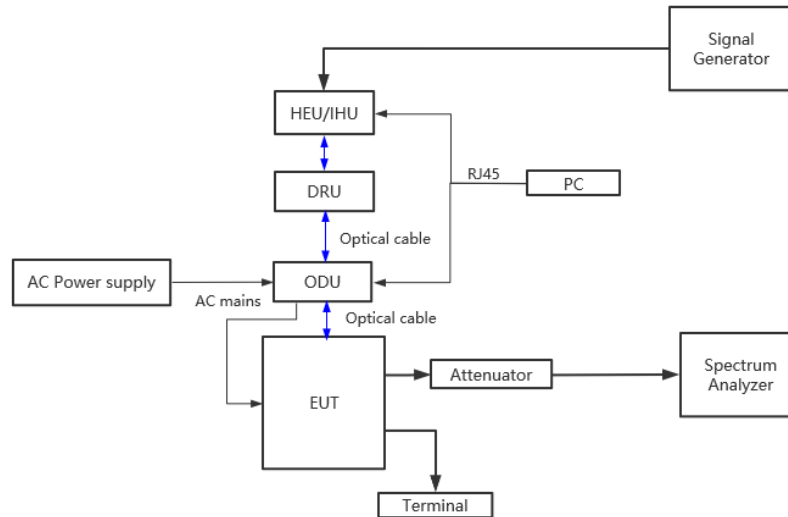 Signal
Generator
HEU/IHU
RJ45
PC
DRU
Optical cable
AC Power supply
ODU
AC mains
Optical cable
EUT
Attenuator
Spectrum
Analyzer
Terminal